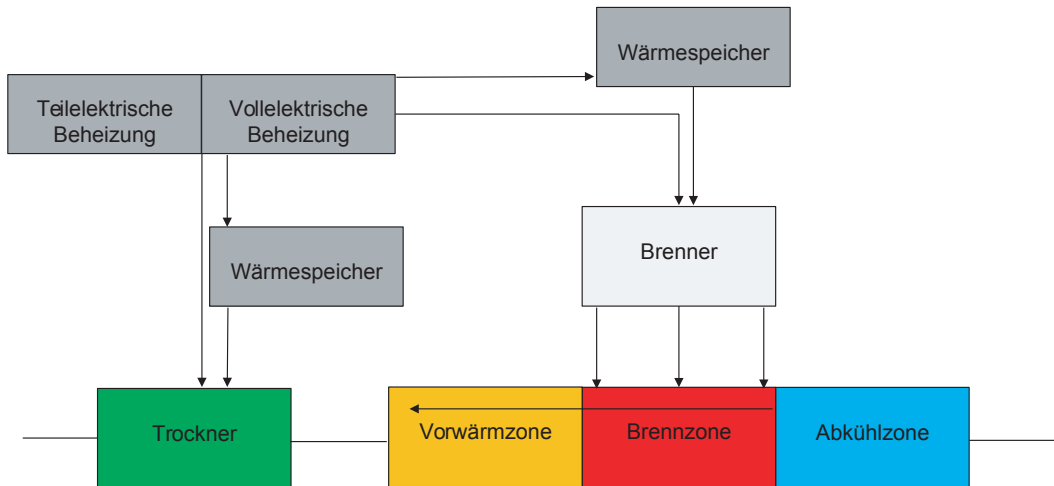 Wärmespeicher
Teilelektrische
Beheizung
Vollelektrische
Beheizung
Wärmespeicher
Brenner
Trockner
Vorwärmzone
Brennzone
Abkühlzone